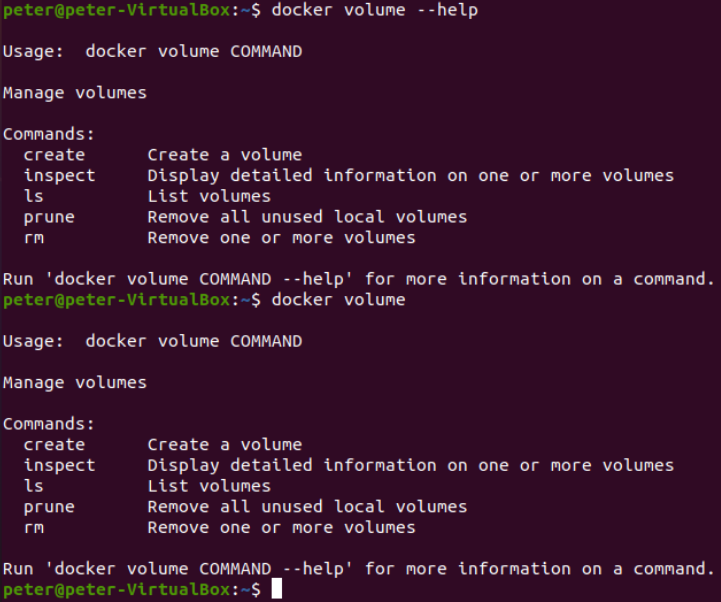 peter@peter-VirtualBox:~$ docker volume --help
Usage:  docker volume COMMAND
Manage volumes
Commands:
  create      Create a volume
  inspect     Display detailed information on one or more volumes
  ls          List volumes
  prune       Remove all unused local volumes
  rm          Remove one or more volumes
Run 'docker volume COMMAND --help' for more information on a command.
peter@peter-VirtualBox:~$ docker volume
Usage:  docker volume COMMAND
Manage volumes
Commands:
  create      Create a volume
  inspect     Display detailed information on one or more volumes
  ls          List volumes
  prune       Remove all unused local volumes
  rm          Remove one or more volumes
Run 'docker volume COMMAND --help' for more information on a command.
peter@peter-VirtualBox:~$